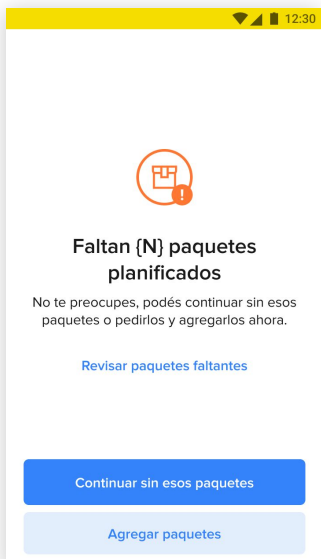 12:30
Faltan {N} paquetes
planificados
No te preocupes, podés continuar sin esos
paquetes o pedirlos y agregarlos ahora.
Revisar paquetes faltantes
Continuar sin esos paquetes
Agregar paquetes